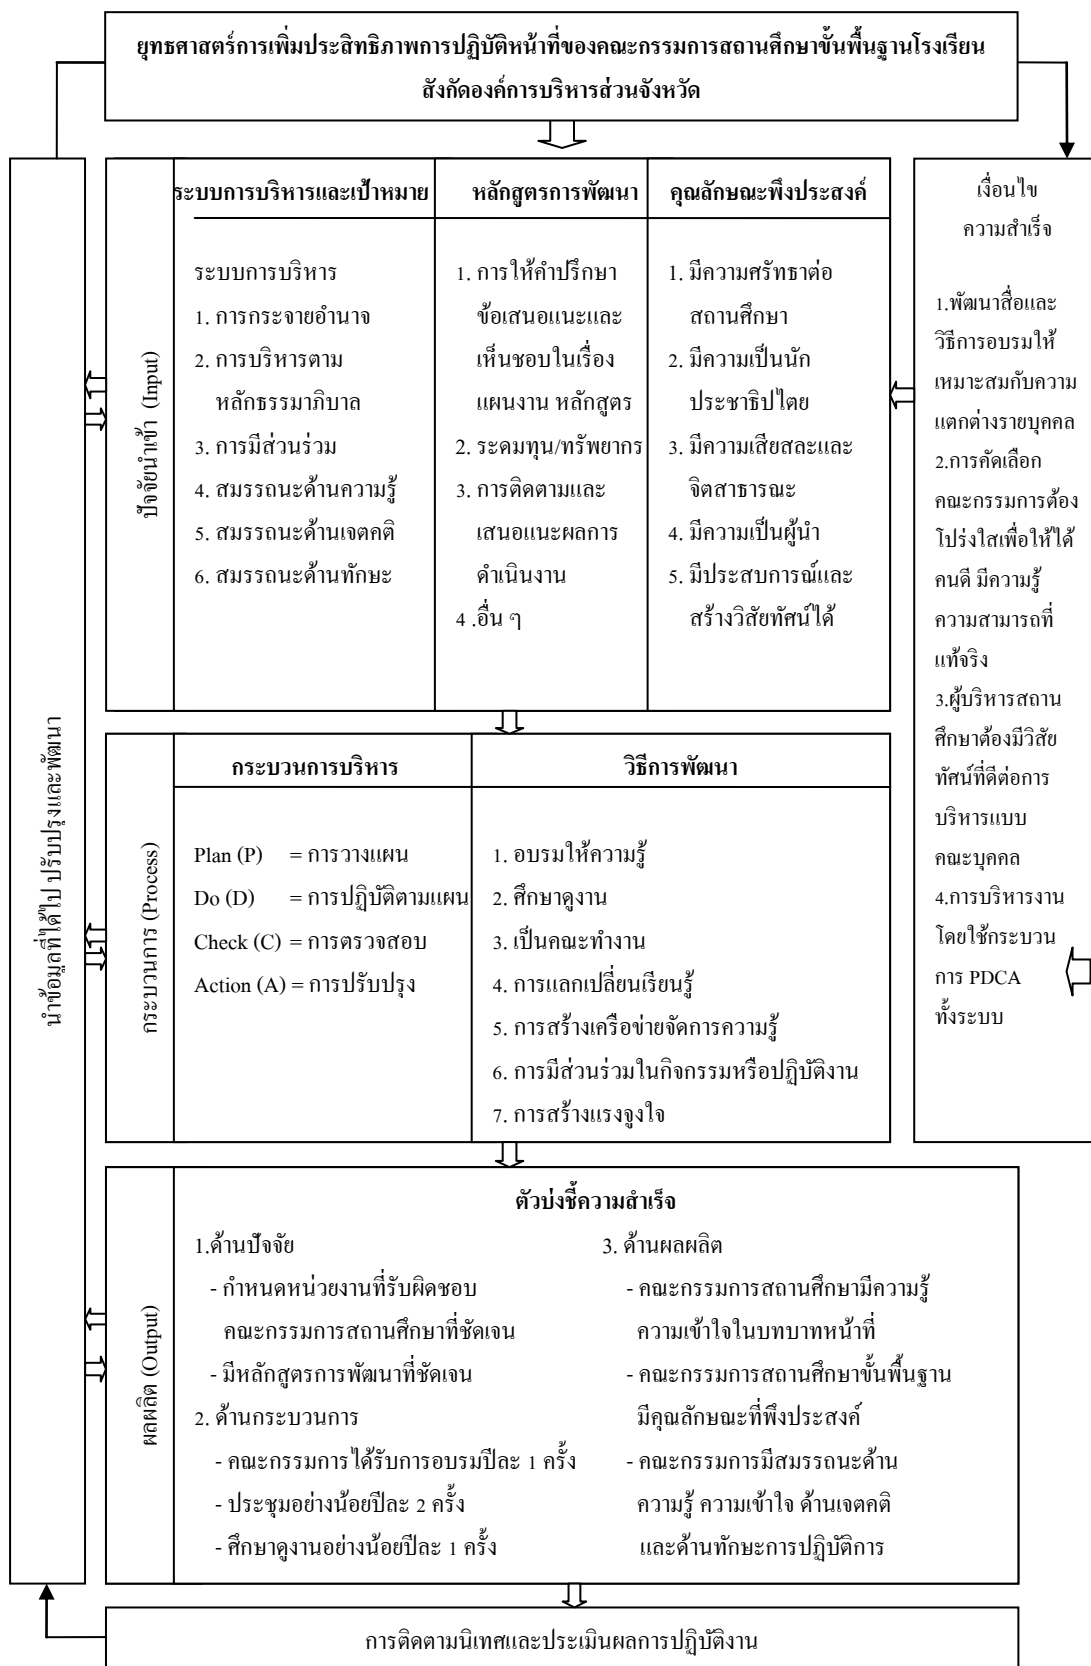 ยุทธศาสตร์การเพิ่มประสิทธิภาพการปฏิบัติหน้าที่ของคณะกรรมการสถานศึกษาขั้นพื้นฐานโรงเรียน
สังกัดองค์การบริหารส่วนจังหวัด
นำข้อมูลที่ได้ไป ปรับปรุงและพัฒนา
ปัจจัยนำเข้า (Input)
ระบบการบริหารและเป้าหมาย
ระบบการบริหาร
1. การกระจายอำนาจ
2. การบริหารตาม
หลักธรรมาภิบาล
3. การมีส่วนร่วม
4. สมรรถนะด้านความรู้
5. สมรรถนะด้านเจตคติ
6. สมรรถนะด้านทักษะ
หลักสูตรการพัฒนา
1. การให้คำปรึกษา
ข้อเสนอแนะและ
เห็นชอบในเรื่อง
แผนงาน หลักสูตร
2. ระดมทุน/ทรัพยากร
3. การติดตามและ
เสนอแนะผลการ
ดำเนินงาน
4 .อื่น ๆ
คุณลักษณะพึงประสงค์
1. มีความศรัทธาต่อ
สถานศึกษา
2. มีความเป็นนัก
ประชาธิปไตย
3. มีความเสียสละและ
จิตสาธารณะ
4. มีความเป็นผู้นำ
5. มีประสบการณ์และ
สร้างวิสัยทัศน์ได้
เงื่อนไข
ความสำเร็จ
1.พัฒนาสื่อและ
วิธีการอบรมให้
เหมาะสมกับความ
แตกต่างรายบุคคล
2.การคัดเลือก
คณะกรรมการต้อง
โปร่งใสเพื่อให้ได้
คนดี มีความรู้
ความสามารถที่
แท้จริง
3.ผู้บริหารสถาน
ศึกษาต้องมีวิสัย
ทัศน์ที่ดีต่อการ
บริหารแบบ
คณะบุคคล
4.การบริหารงาน
โดยใช้กระบวน
การ PDCA
ทั้งระบบ
กระบวนการ (Process)
กระบวนการบริหาร
Plan (P) = การวางแผน
Do (D) = การปฏิบัติตามแผน
Check (C) = การตรวจสอบ
Action (A) = การปรับปรุง
วิธีการพัฒนา
1. อบรมให้ความรู้
2. ศึกษาดูงาน
3. เป็นคณะทำงาน
4. การแลกเปลี่ยนเรียนรู้
5. การสร้างเครือข่ายจัดการความรู้
6. การมีส่วนร่วมในกิจกรรมหรือปฏิบัติงาน
7. การสร้างแรงจูงใจ
ผลผลิต (Output)
ตัวบ่งชี้ความสำเร็จ
1.ด้านปัจจัย
- กำหนดหน่วยงานที่รับผิดชอบ
คณะกรรมการสถานศึกษาที่ชัดเจน
- มีหลักสูตรการพัฒนาที่ชัดเจน
2. ด้านกระบวนการ
- คณะกรรมการได้รับการอบรมปีละ 1 ครั้ง
- ประชุมอย่างน้อยปีละ 2 ครั้ง
- ศึกษาดูงานอย่างน้อยปีละ 1 ครั้ง
3. ด้านผลผลิต
- คณะกรรมการสถานศึกษามีความรู้
ความเข้าใจในบทบาทหน้าที่
- คณะกรรมการสถานศึกษาขั้นพื้นฐาน
มีคุณลักษณะที่พึงประสงค์
- คณะกรรมการมีสมรรถนะด้าน
ความรู้ ความเข้าใจ ด้านเจตคติ
และด้านทักษะการปฏิบัติการ
การติดตามนิเทศและประเมินผลการปฏิบัติงาน